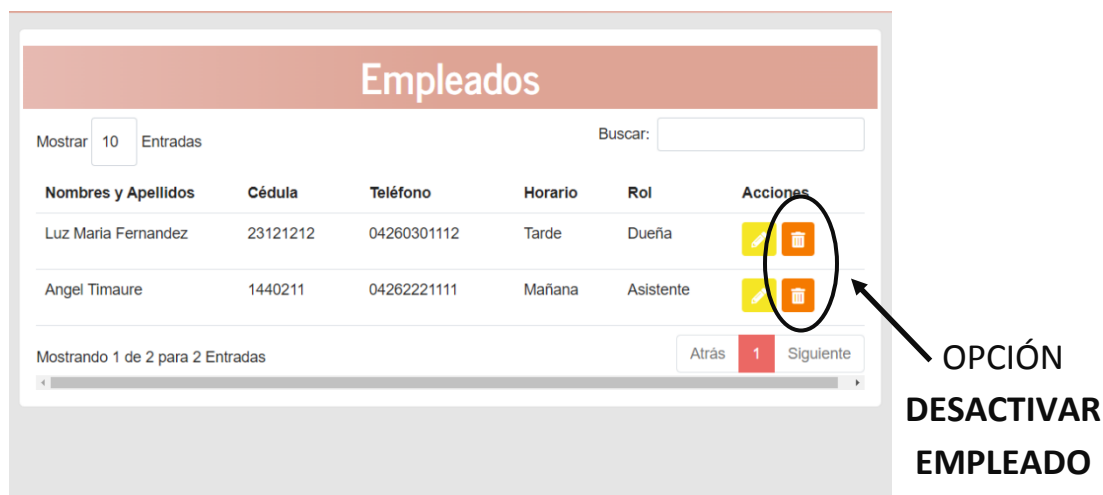 Empleados
Mostrar 10 Entradas Buscar:
Nombres y Apellidos Cédula Teléfono Horario Rol Acciones
Luz Maria Fernandez 23121212 04260301112 Tarde Dueña
Angel Timaure 1440211 04262221111 Mañana Asistente
Mostrando 1 de 2 para 2 Entradas Atrás 1 Siguiente
OPCIÓN
DESACTIVAR
EMPLEADO